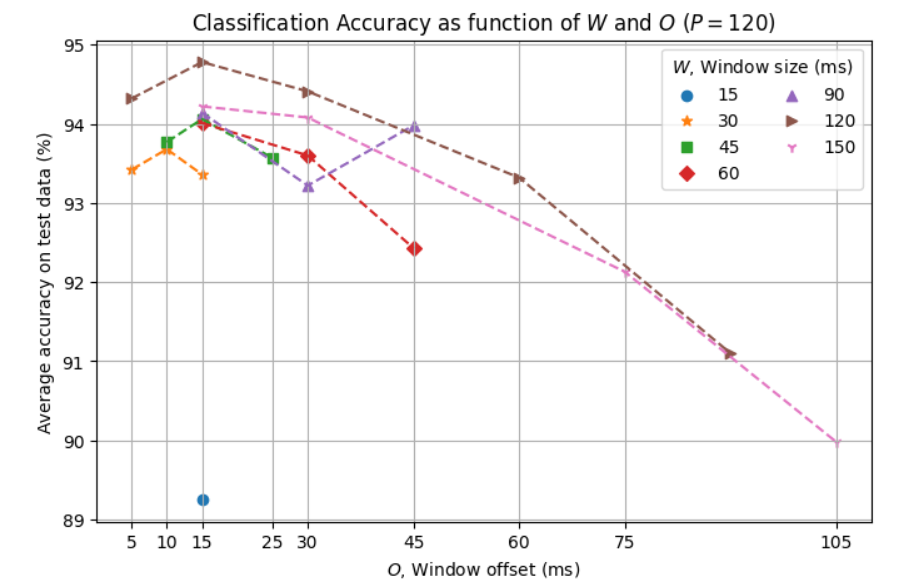 Classification Accuracy as function of W and O (P = 120)
Average accuracy on test data (%)
95
94
93
92
91
90
89
W, Window size (ms)
15 90
30 120
45 150
60
5 10 15 25 30 45 60 75 105
O, Window offset (ms)